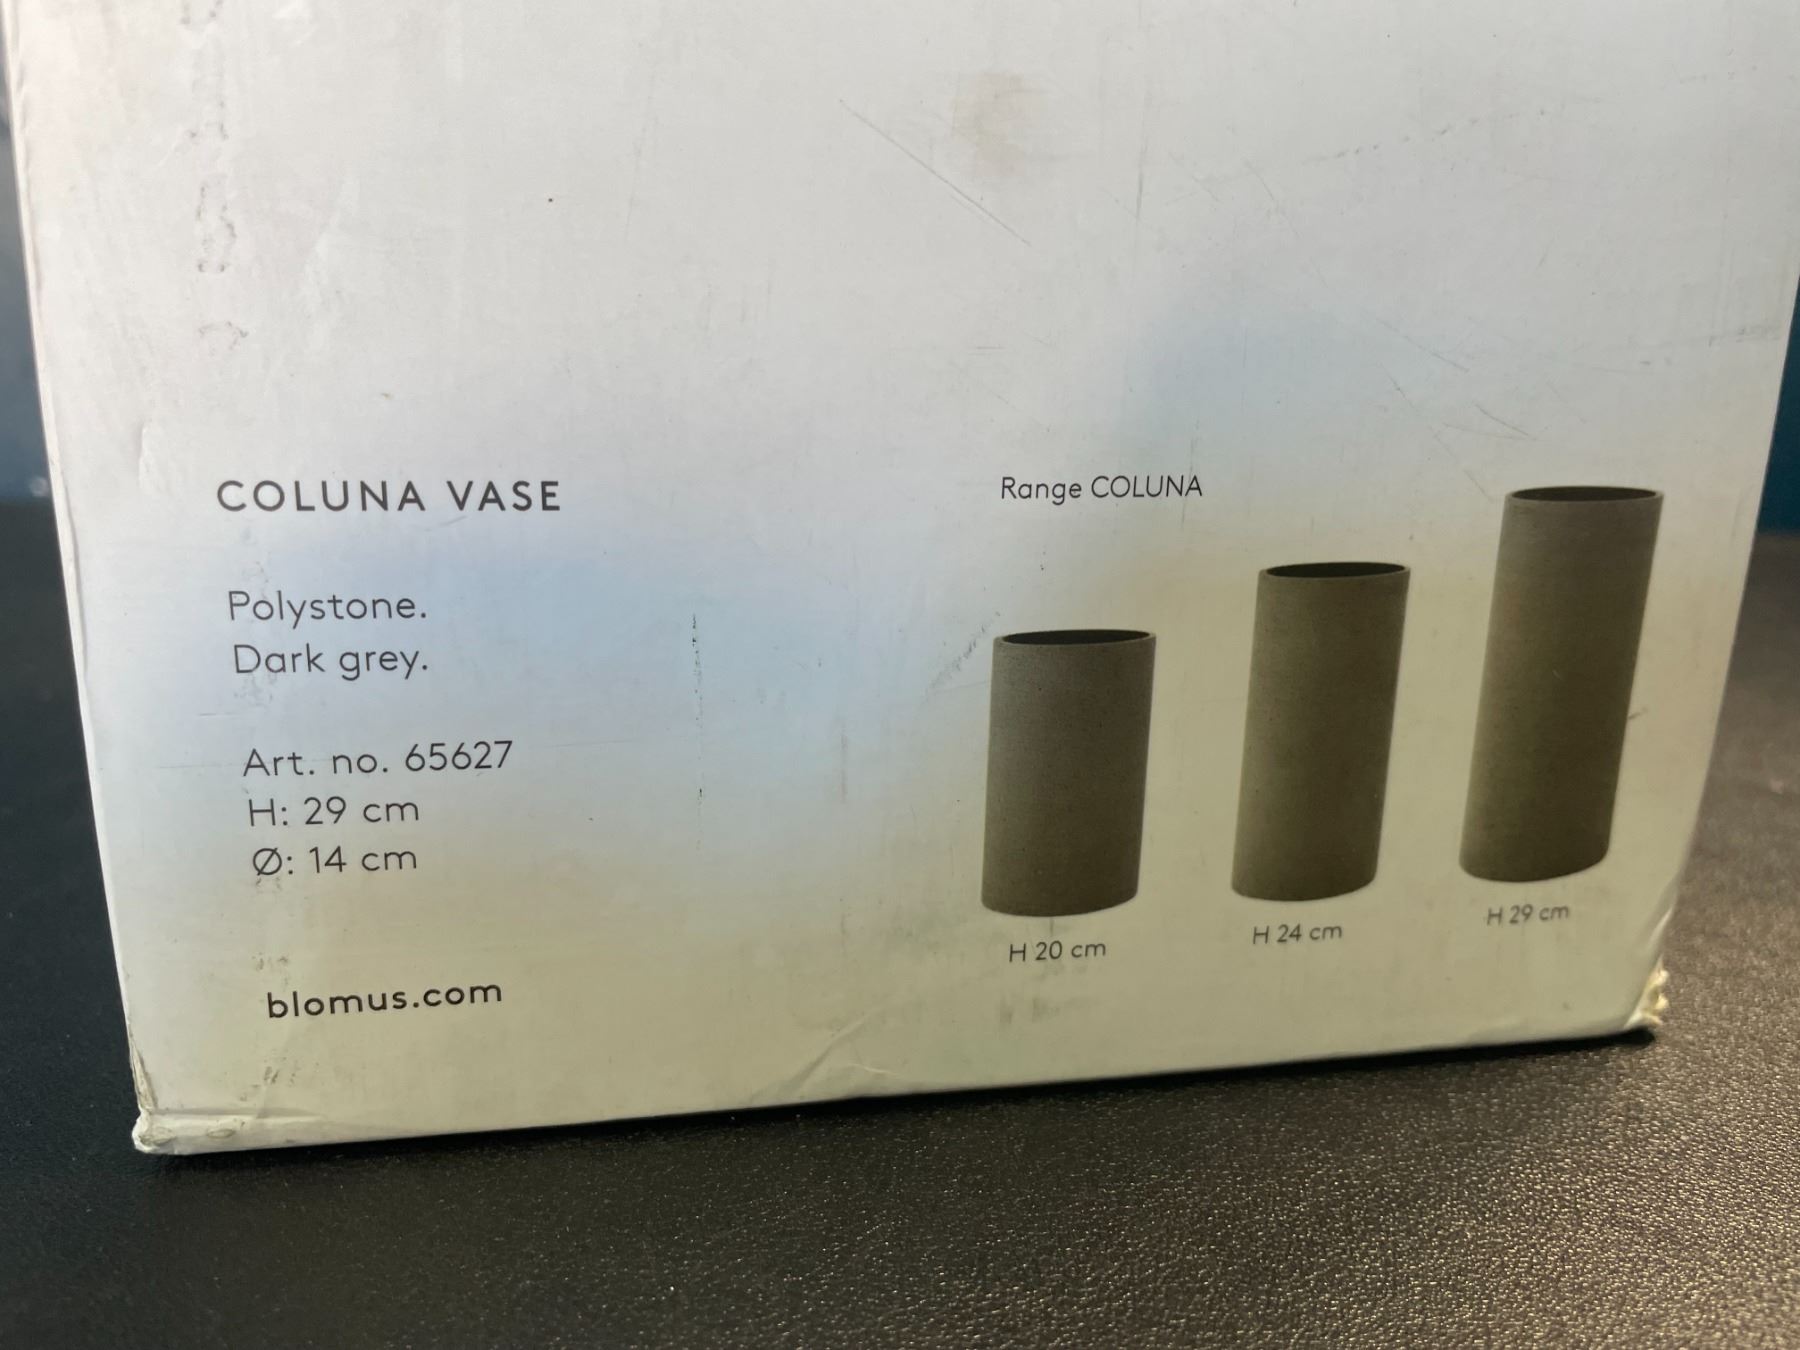 COLUNA VASE
Polystone.
Dark grey.
Art. no. 65627
H: 29 cm
Ø: 14 cm
blomus.com
Range COLUNA
H 20 cm
H 24 cm
H 29 cm